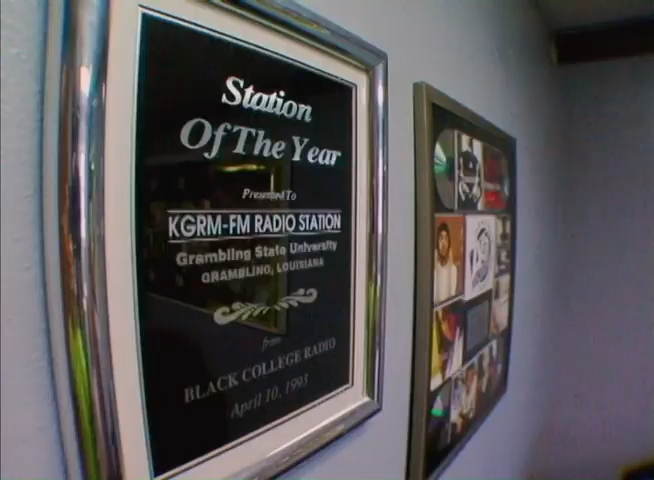 Station
Of The Year
Presented To
KGRM-FM RADIO STATION
Grambling State University
GRAMBLING, LOUISIANA
from
BLACK COLLEGE RADIO
April 10, 1993